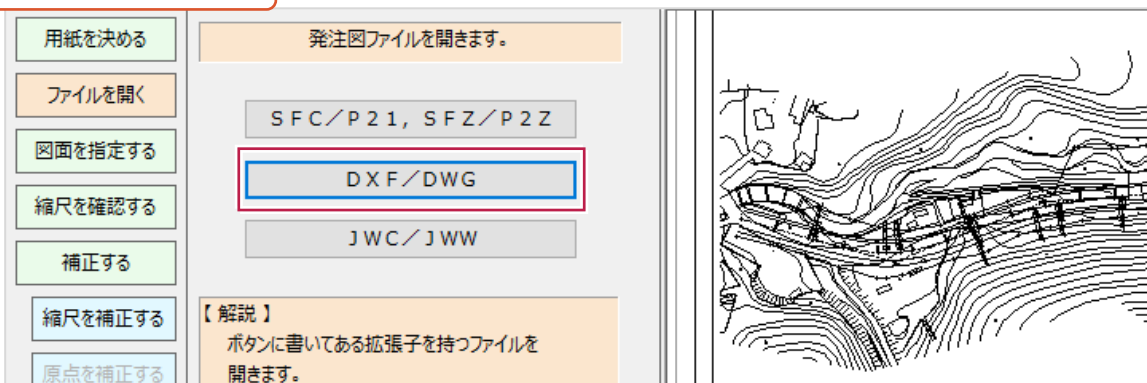 用紙を決める
ファイルを開く
図面を指定する
縮尺を確認する
補正する
縮尺を補正する
原点を補正する
発注図ファイルを開きます。
ＳＦＣ／Ｐ２１，ＳＦＺ／Ｐ２Ｚ
ＤＸＦ／DWG
ＪＷＣ／ＪＷＷ
【 解説 】
ボタンに書いてある拡張子を持つファイルを
開きます。